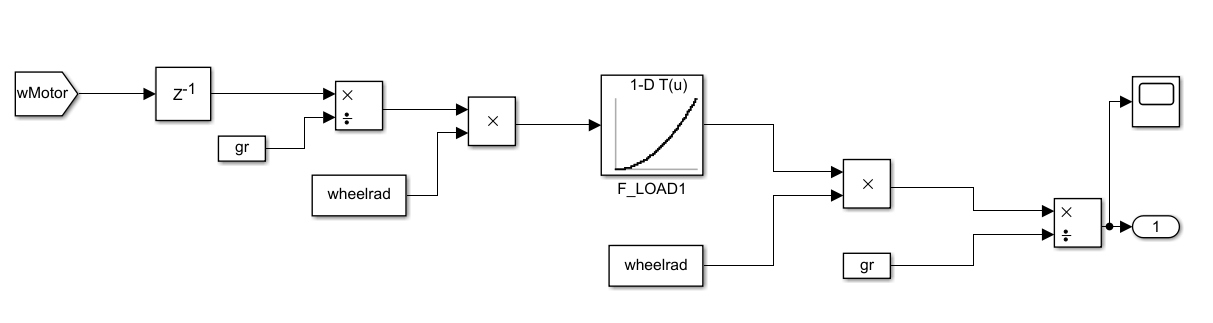 wMotor
Z-1
×
÷
gr
×
wheelrad
1-D T(u)
F_LOAD1
×
wheelrad
×
÷
gr
1